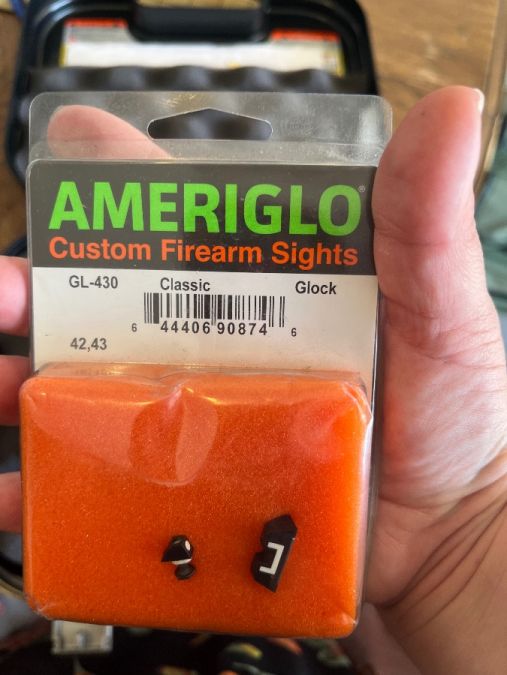 AMERIGLO®
Custom Firearm Sights
GL-430 Classic Glock
6 44406 90874 6
42,43